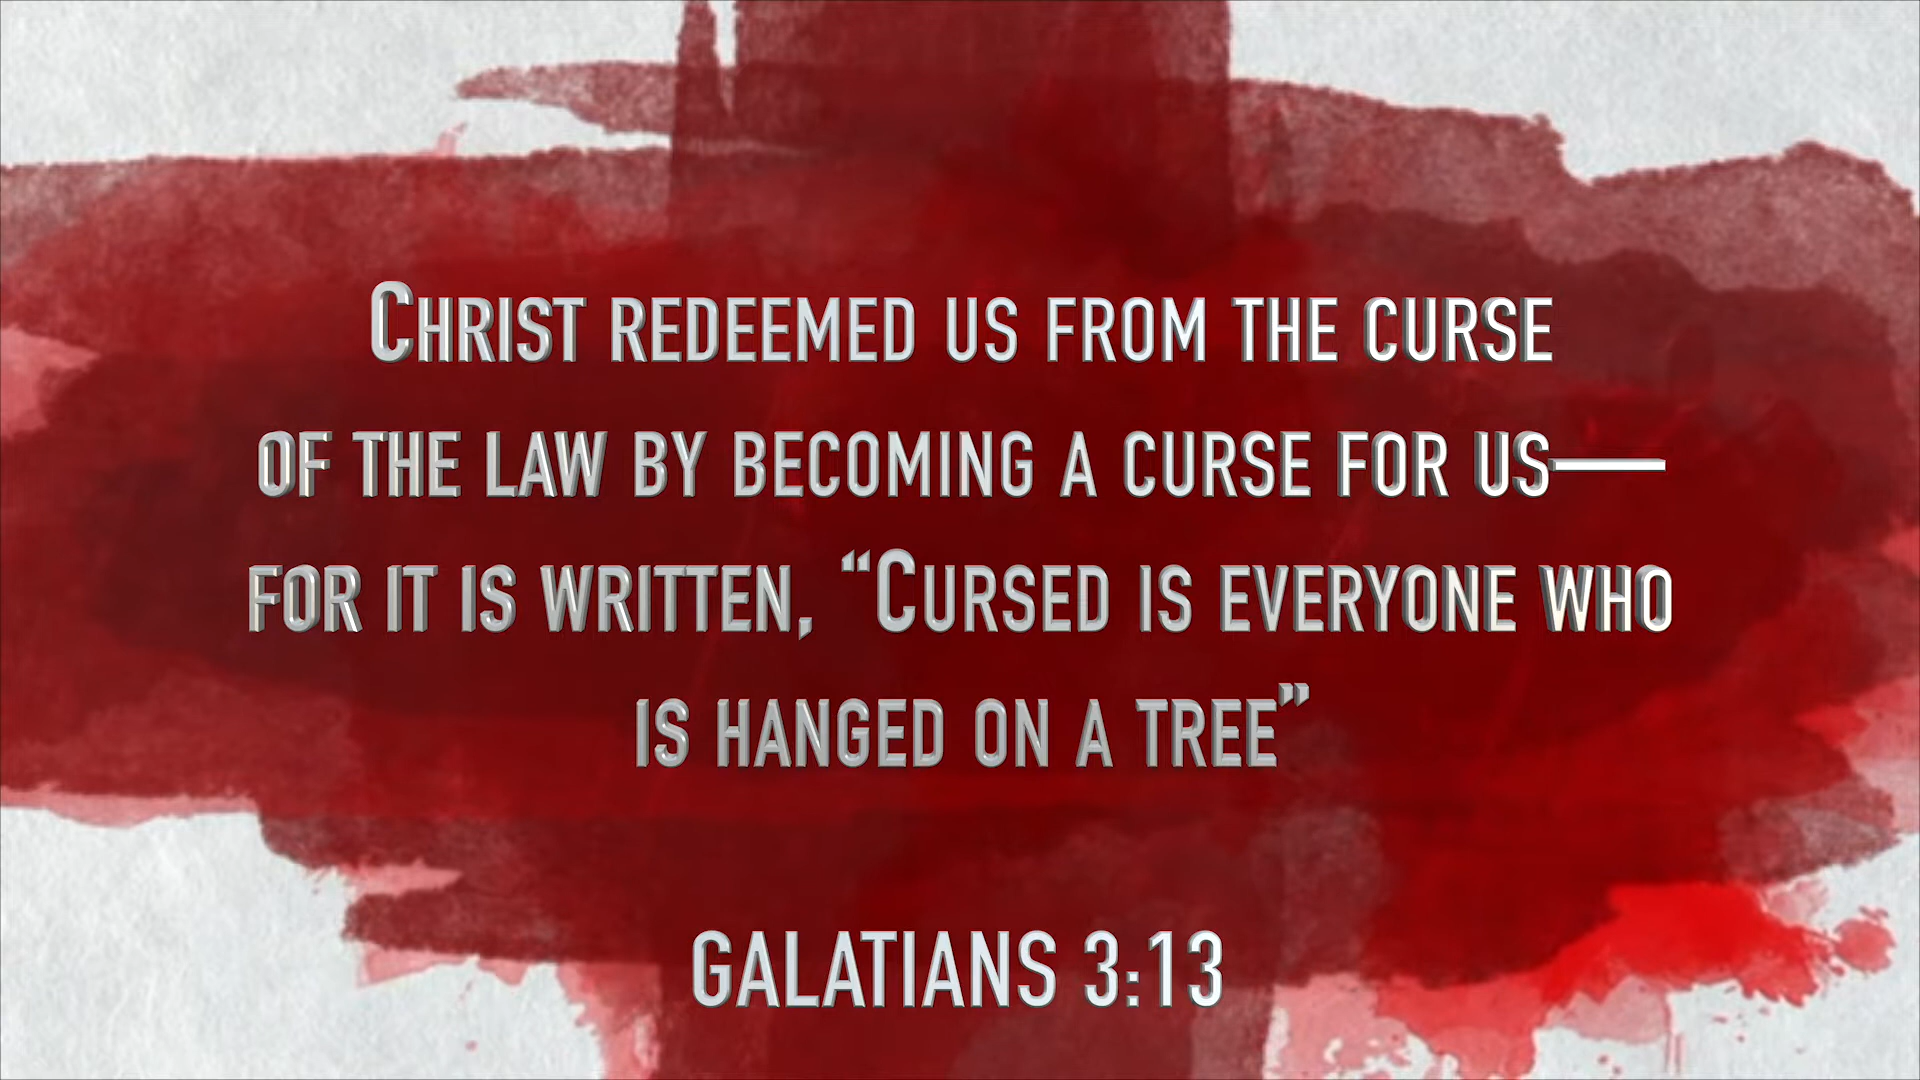 Christ redeemed us from the curse
of the law by becoming a curse for us—
for it is written, “Cursed is everyone who
is hanged on a tree”
GALATIANS 3:13